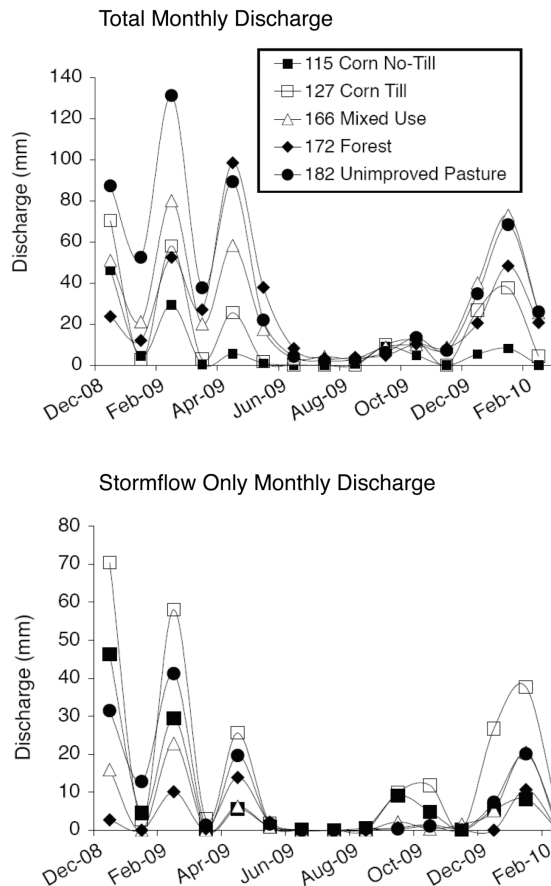 Total Monthly Discharge
115 Corn No-Till
127 Corn Till
166 Mixed Use
172 Forest
182 Unimproved Pasture
Discharge (mm)
140
120
100
80
60
40
20
0
Dec-08
Feb-09
Apr-09
Jun-09
Aug-09
Oct-09
Dec-09
Feb-10
Stormflow Only Monthly Discharge
Discharge (mm)
80
70
60
50
40
30
20
10
0
Dec-08
Feb-09
Apr-09
Jun-09
Aug-09
Oct-09
Dec-09
Feb-10